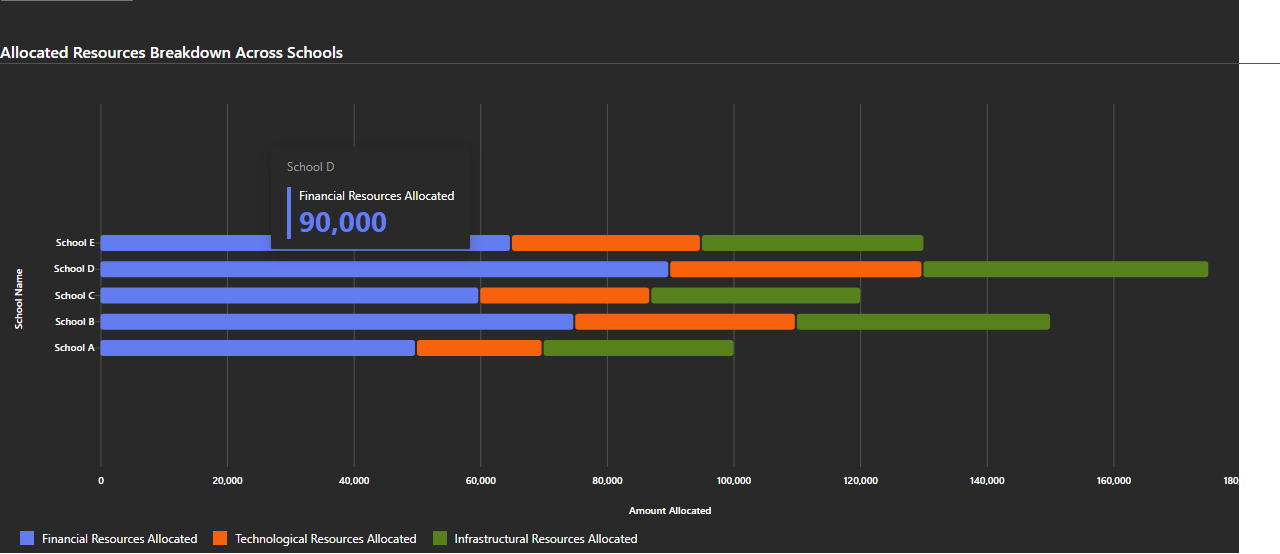 Allocated Resources Breakdown Across Schools
School D
Financial Resources Allocated
90,000
School E
School D
School C
School B
School A
School Name
0 20,000 40,000 60,000 80,000 100,000 120,000 140,000 160,000 180
Amount Allocated
Financial Resources Allocated Technological Resources Allocated Infrastructural Resources Allocated